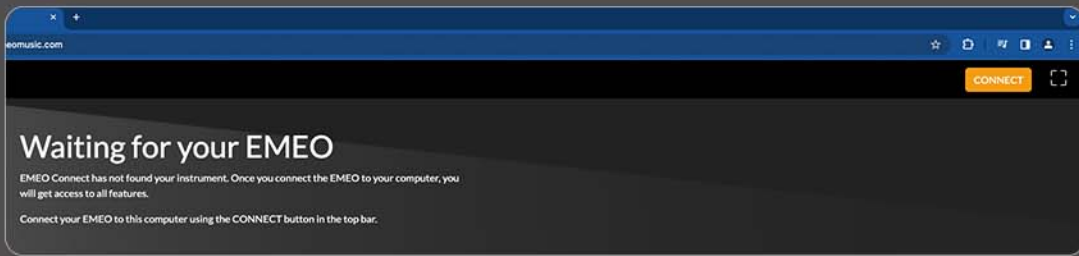 eomusic.com
CONNECT
Waiting for your EMEO
EMEO Connect has not found your instrument. Once you connect the EMEO to your computer, you
will get access to all features.
Connect your EMEO to this computer using the CONNECT button in the top bar.